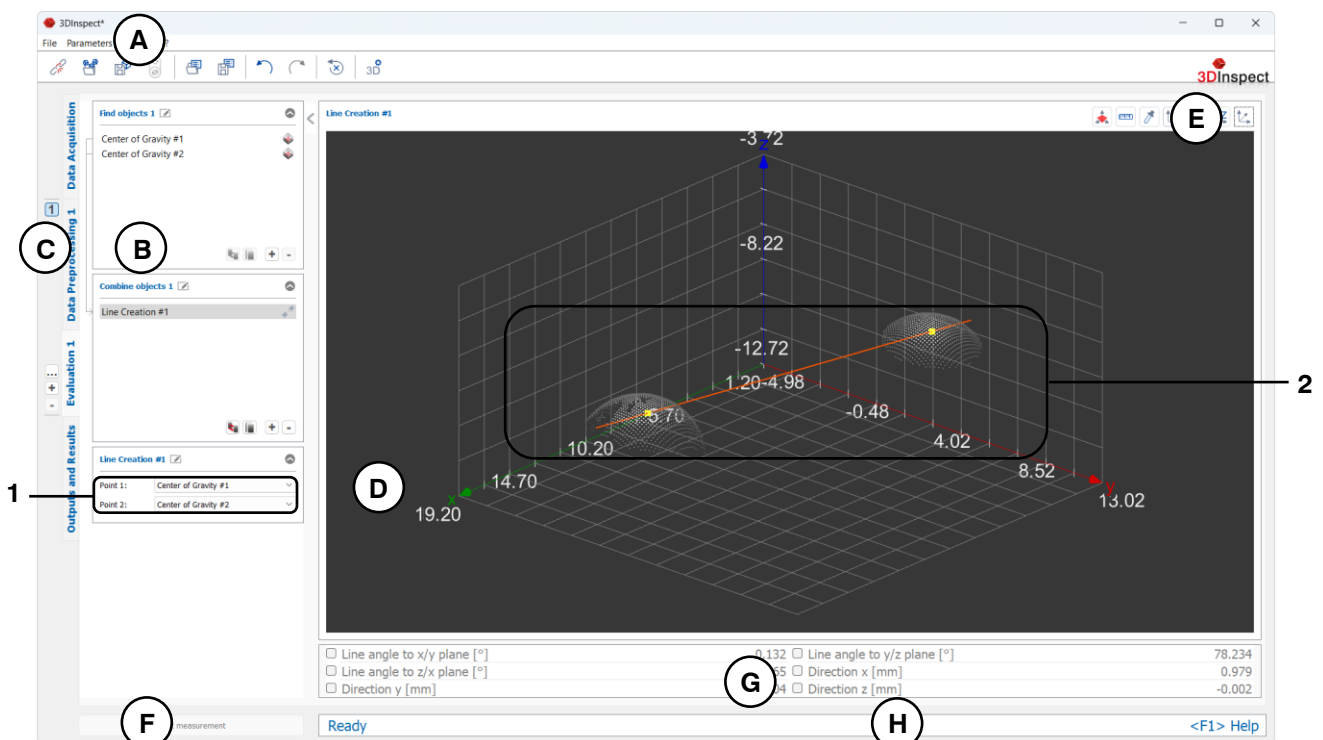 3DInspect*
File Parameters ?
A
3D
3DInspect
Data Acquisition
Data Preprocessing 1
Evaluation 1
Outputs and Results
1
...
+
-
C
Find objects 1
Center of Gravity #1
Center of Gravity #2
B
+ -
Combine objects 1
Line Creation #1
+ -
Line Creation #1
Point 1: Center of Gravity #1
Point 2: Center of Gravity #2
1
Line Creation #1
E
-3.72
z
-8.22
-12.72
1.20 -4.98
5.70 -0.48
10.20 4.02
14.70 8.52
x y
19.20 13.02
2
D
Line angle to x/y plane [°] 0.132 Line angle to y/z plane [°] 78.234
Line angle to z/x plane [°] Direction x [mm] 0.979
Direction y [mm] Direction z [mm] -0.002
G
F measurement
Ready
H
<F1> Help